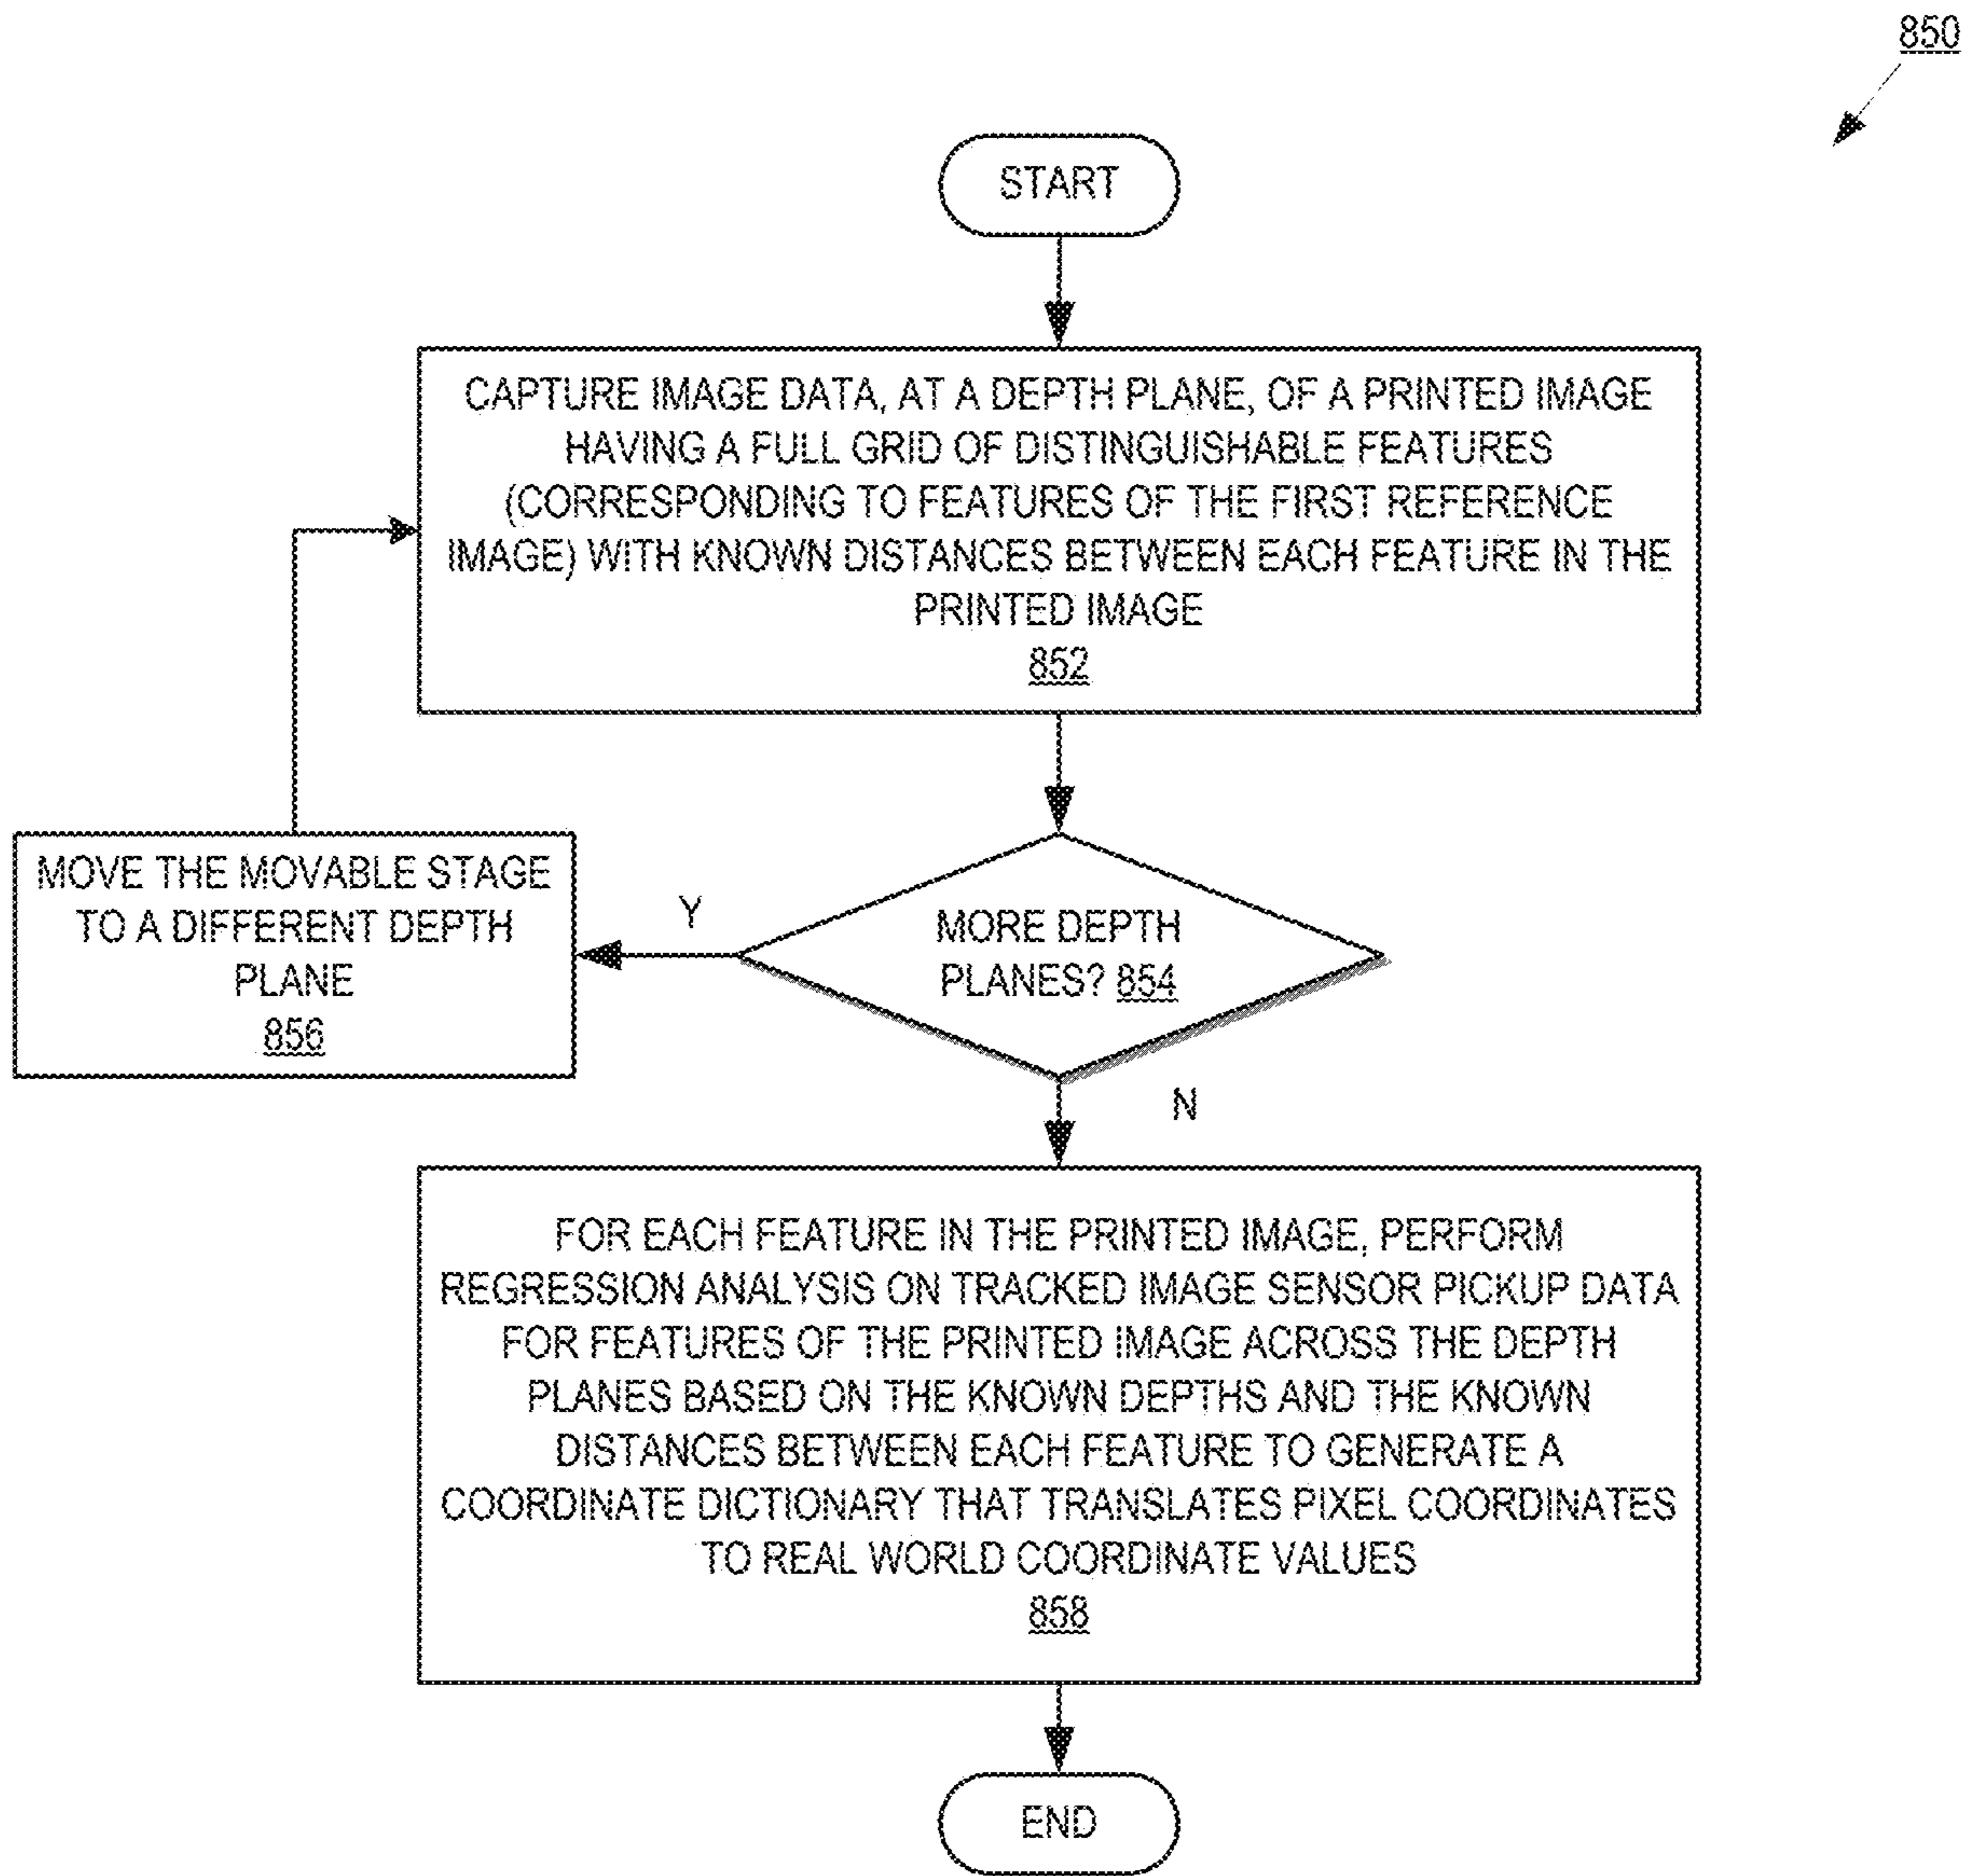 850
START
CAPTURE IMAGE DATA, AT A DEPTH PLANE, OF A PRINTED IMAGE
HAVING A FULL GRID OF DISTINGUISHABLE FEATURES
(CORRESPONDING TO FEATURES OF THE FIRST REFERENCE
IMAGE) WITH KNOWN DISTANCES BETWEEN EACH FEATURE IN THE
PRINTED IMAGE
852
MOVE THE MOVABLE STAGE
TO A DIFFERENT DEPTH
PLANE
856
Y
MORE DEPTH
PLANES? 854
N
FOR EACH FEATURE IN THE PRINTED IMAGE, PERFORM
REGRESSION ANALYSIS ON TRACKED IMAGE SENSOR PICKUP DATA
FOR FEATURES OF THE PRINTED IMAGE ACROSS THE DEPTH
PLANES BASED ON THE KNOWN DEPTHS AND THE KNOWN
DISTANCES BETWEEN EACH FEATURE TO GENERATE A
COORDINATE DICTIONARY THAT TRANSLATES PIXEL COORDINATES
TO REAL WORLD COORDINATE VALUES
858
END